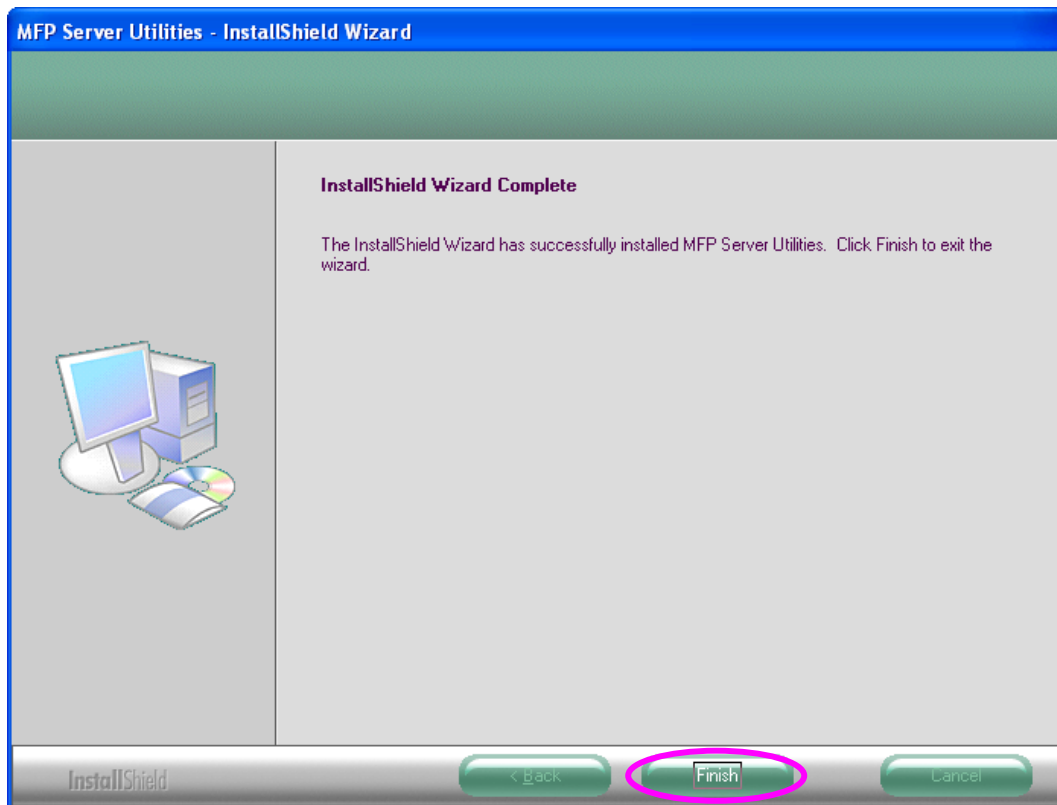 MFP Server Utilities - InstallShield Wizard
InstallShield Wizard Complete
The InstallShield Wizard has successfully installed MFP Server Utilities. Click Finish to exit the
wizard.
InstallShield
< Back
Finish
Cancel